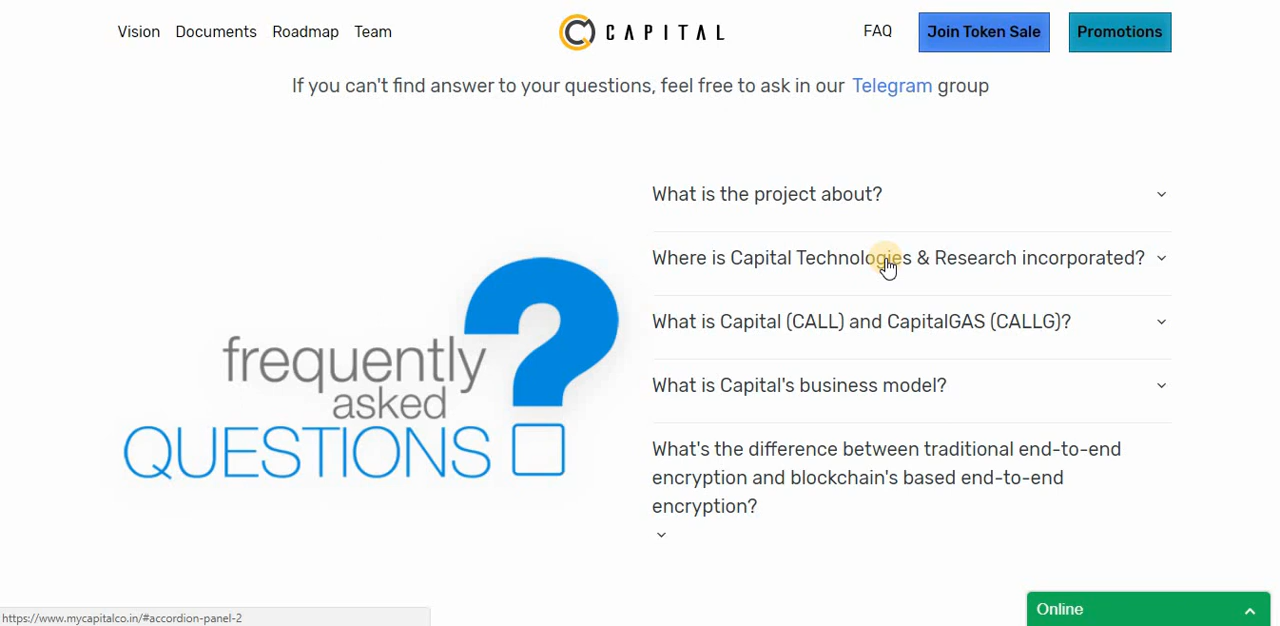 Vision Documents Roadmap Team CAPITAL FAQ Join Token Sale Promotions
If you can't find answer to your questions, feel free to ask in our Telegram group
What is the project about?
Where is Capital Technologies & Research incorporated?
What is Capital (CALL) and CapitalGAS (CALLG)?
What is Capital's business model?
What's the difference between traditional end-to-end
encryption and blockchain's based end-to-end
encryption?
frequently
asked
QUESTIONS ?
Online
https://www.mycapitalco.in/#accordion-panel-2